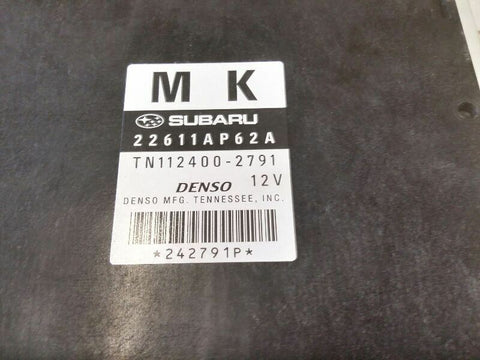 M K
SUBARU
22611AP62A
TN112400-2791
DENSO 12V
DENSO MFG. TENNESSEE, INC.
*242791P*